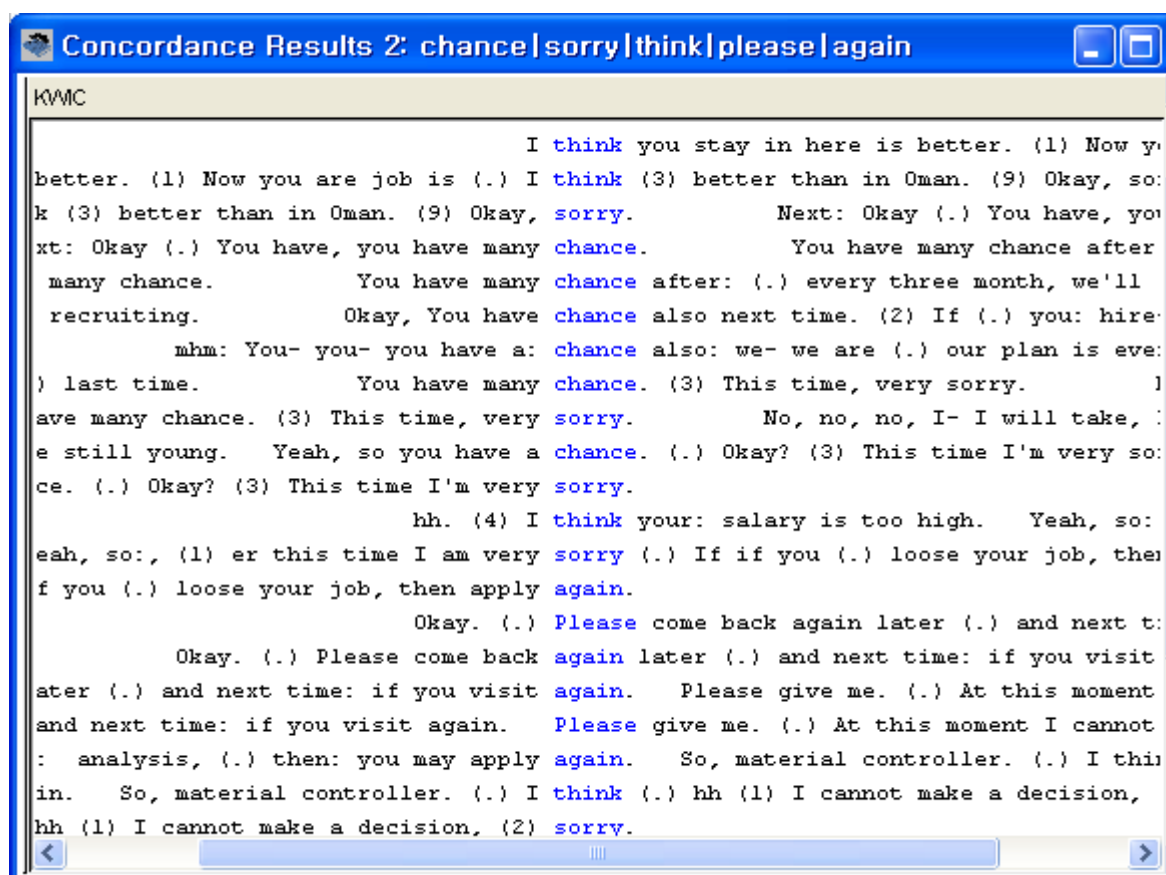 Concordance Results 2: chance|sorry|think|please|again
KWIC
I think you stay in here is better. (1) Now
better. (1) Now you are job is (.) I think (3) better than in Oman. (9) Okay, so:
k (3) better than in Oman. (9) Okay, sorry. Next: Okay (.) You have, you
xt: Okay (.) You have, you have many chance. You have many chance after
many chance. You have many chance after: (.) every three month, we'll
recruiting. Okay, You have chance also next time. (2) If (.) you: hire
mhm: You- you- you have a: chance also: we- we are (.) our plan is eve
) last time. You have many chance. (3) This time, very sorry.
ave many chance. (3) This time, very sorry. No, no, no, I- I will take,
e still young. Yeah, so you have a chance. (.) Okay? (3) This time I'm very so
ce. (.) Okay? (3) This time I'm very sorry.
hh. (4) I think your: salary is too high. Yeah, so:
eah, so:, (1) er this time I am very sorry (.) If if you (.) loose your job, then
f you (.) loose your job, then apply again.
Okay. (.) Please come back again later (.) and next t
Okay. (.) Please come back again later (.) and next time: if you visit
ater (.) and next time: if you visit again. Please give me. (.) At this moment
and next time: if you visit again. Please give me. (.) At this moment I cannot
: analysis, (.) then: you may apply again. So, material controller. (.) I thi
in. So, material controller. (.) I think (.) hh (1) I cannot make a decision,
hh (1) I cannot make a decision, (2) sorry.